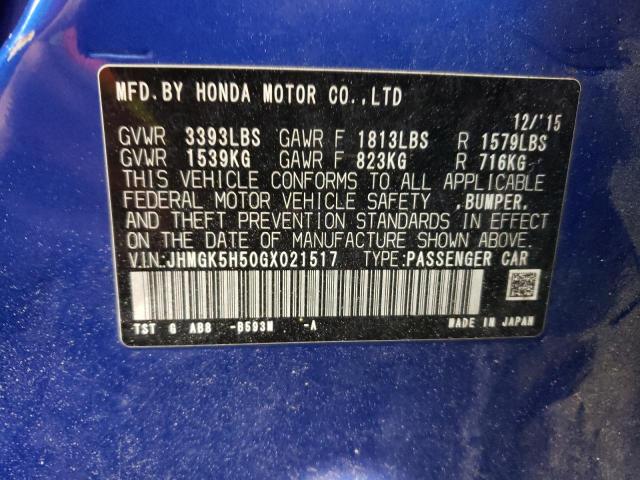 MFD.BY HONDA MOTOR CO.,LTD
12/'15
GVWR 3393LBS GAWR F 1813LBS R 1579LBS
GVWR 1539KG GAWR F 823KG R 716KG
THIS VEHICLE CONFORMS TO ALL APPLICABLE
FEDERAL MOTOR VEHICLE SAFETY ,BUMPER,
AND THEFT PREVENTION STANDARDS IN EFFECT
ON THE DATE OF MANUFACTURE SHOWN ABOVE.
V.I.N:JHMGK5H50GX021517 TYPE:PASSENGER CAR
TST G AB8 -B593M -A MADE IN JAPAN